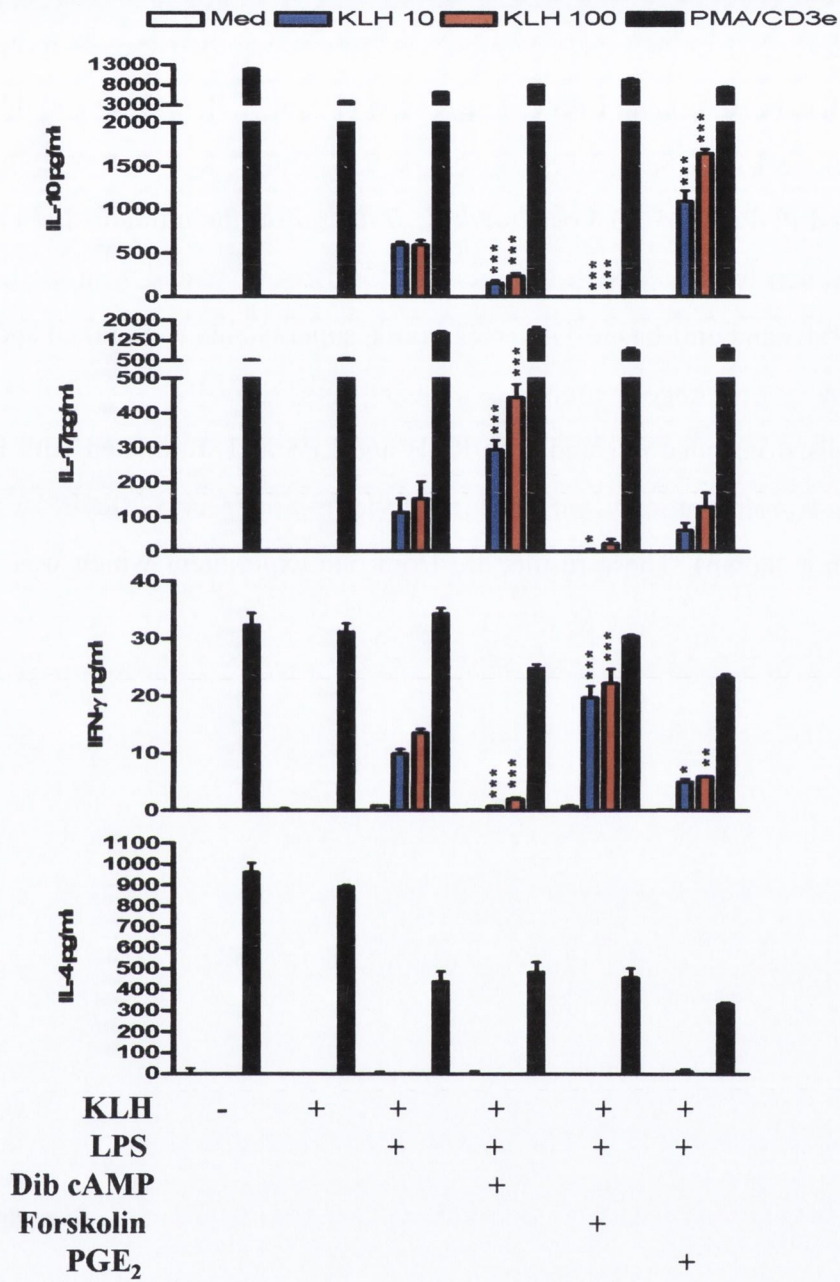 Med KLH 10 KLH 100 PMA/CD3e
IL-10 pg/ml
13000
8000
3000
2000
1500
1000
500
0
*** *** *** *** *** ***
IL-17pg/ml
2000
1250
500
500
400
300
200
100
0
*** *** *
IFN-γ ng/ml
40
30
20
10
0
*** *** *** *** * **
IL-4 pg/ml
1100
1000
900
800
700
600
500
400
300
200
100
0
KLH - + + + + +
LPS + + + +
Dib cAMP +
Forskolin +
PGE2 +